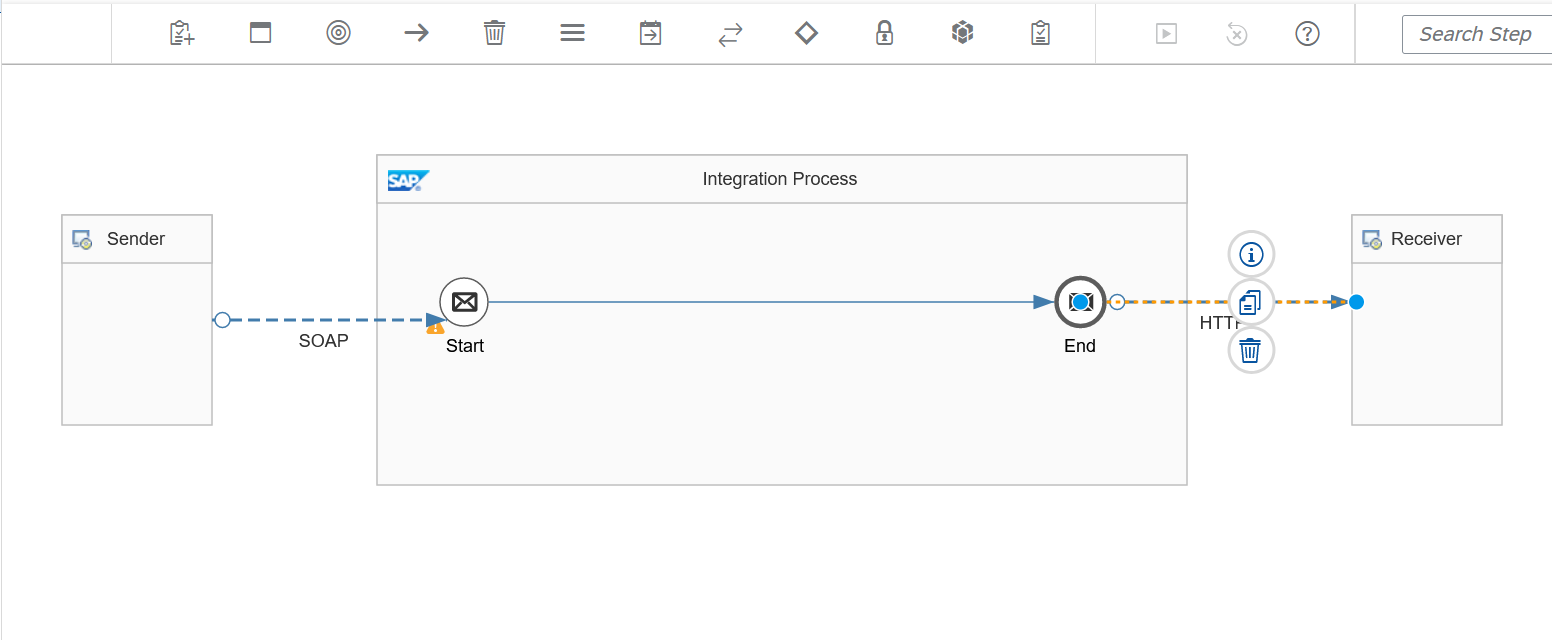 Search Step
SAP
Integration Process
Sender
Receiver
SOAP
Start
End